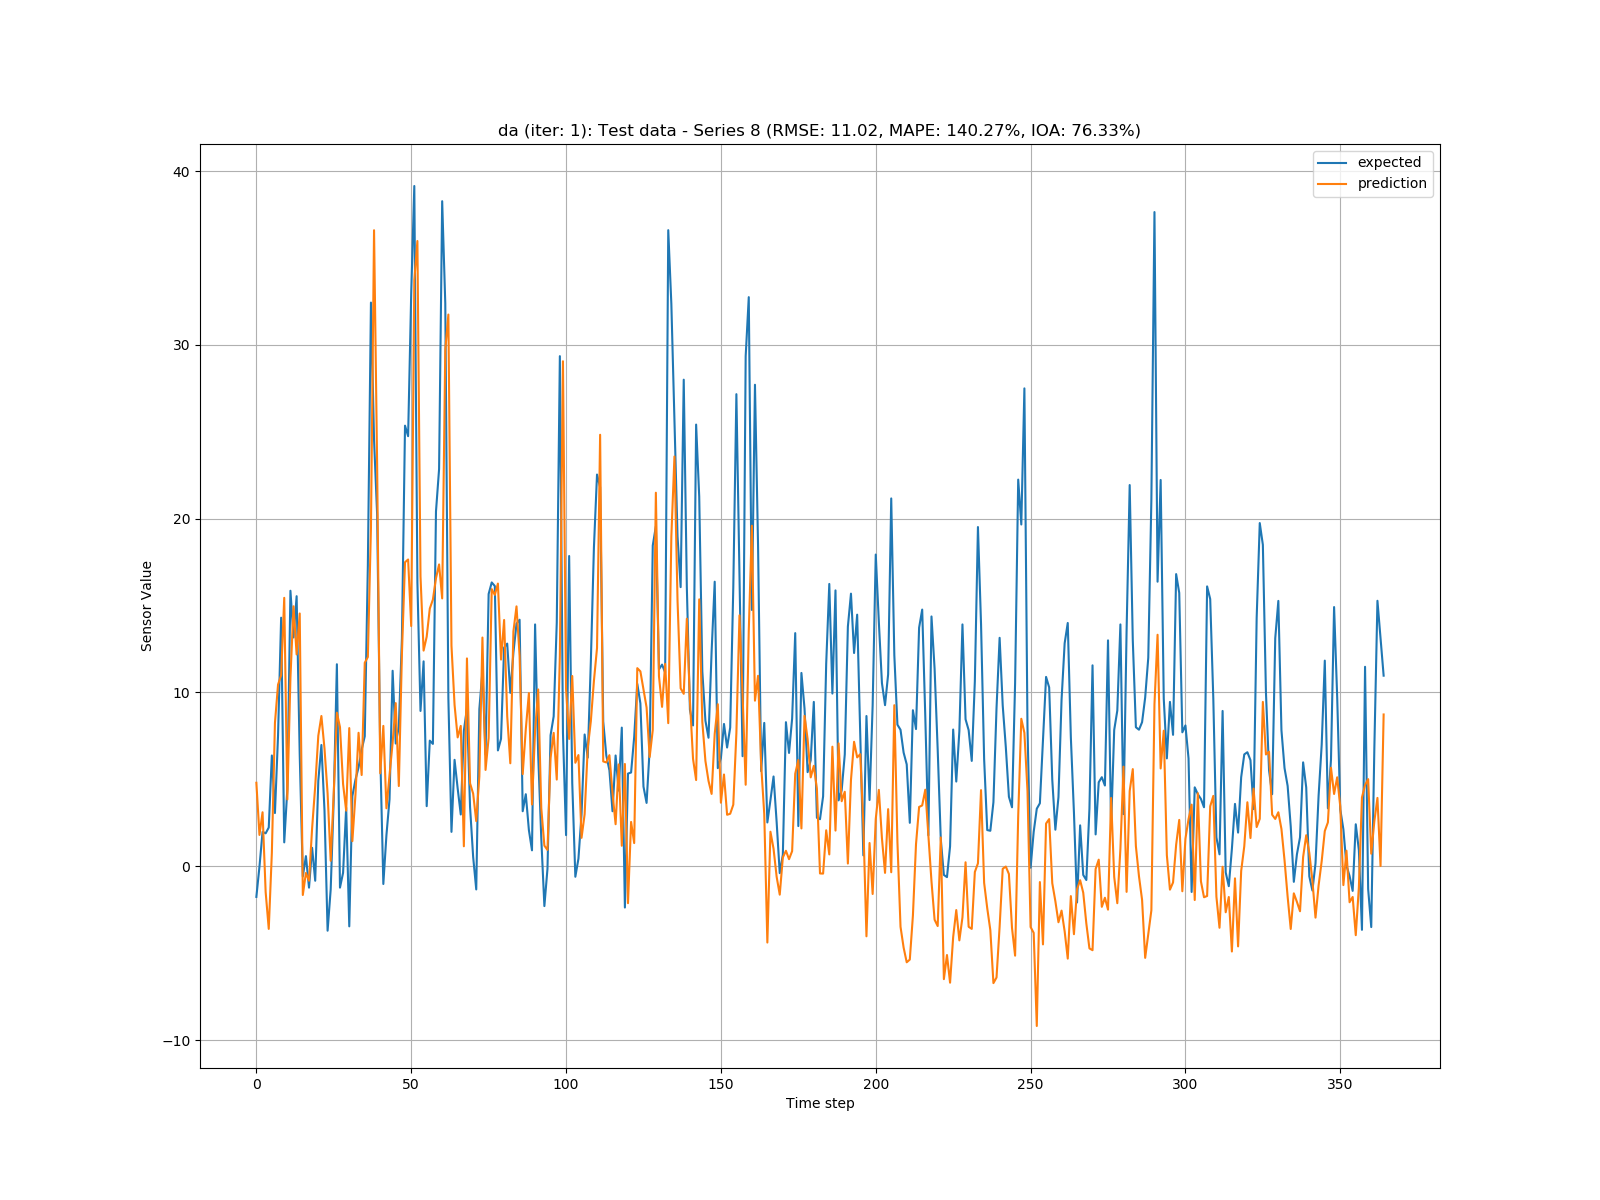 da (iter: 1): Test data - Series 8 (RMSE: 11.02, MAPE: 140.27%, IOA: 76.33%)
expected
prediction
40
30
20
10
0
−10
Sensor Value
0 50 100 150 200 250 300 350
Time step